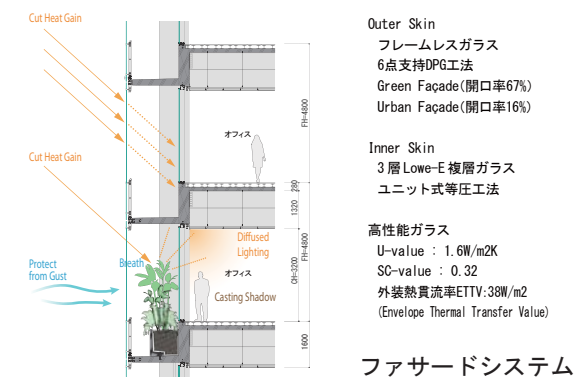 Cut Heat Gain
オフィス
FH=4800
Cut Heat Gain
280
1320
Diffused
Lighting
Breath
Protect
from Gust
オフィス
Casting Shadow
CH=3200
FH=4800
1600
Outer Skin
フレームレスガラス
6点支持DPG工法
Green Façade(開口率67%)
Urban Façade(開口率16%)
Inner Skin
3層Lowe-E複層ガラス
ユニット式等圧工法
高性能ガラス
U-value : 1.6W/m2K
SC-value : 0.32
外装熱貫流率ETTV:38W/m2
(Envelope Thermal Transfer Value)
ファサードシステム